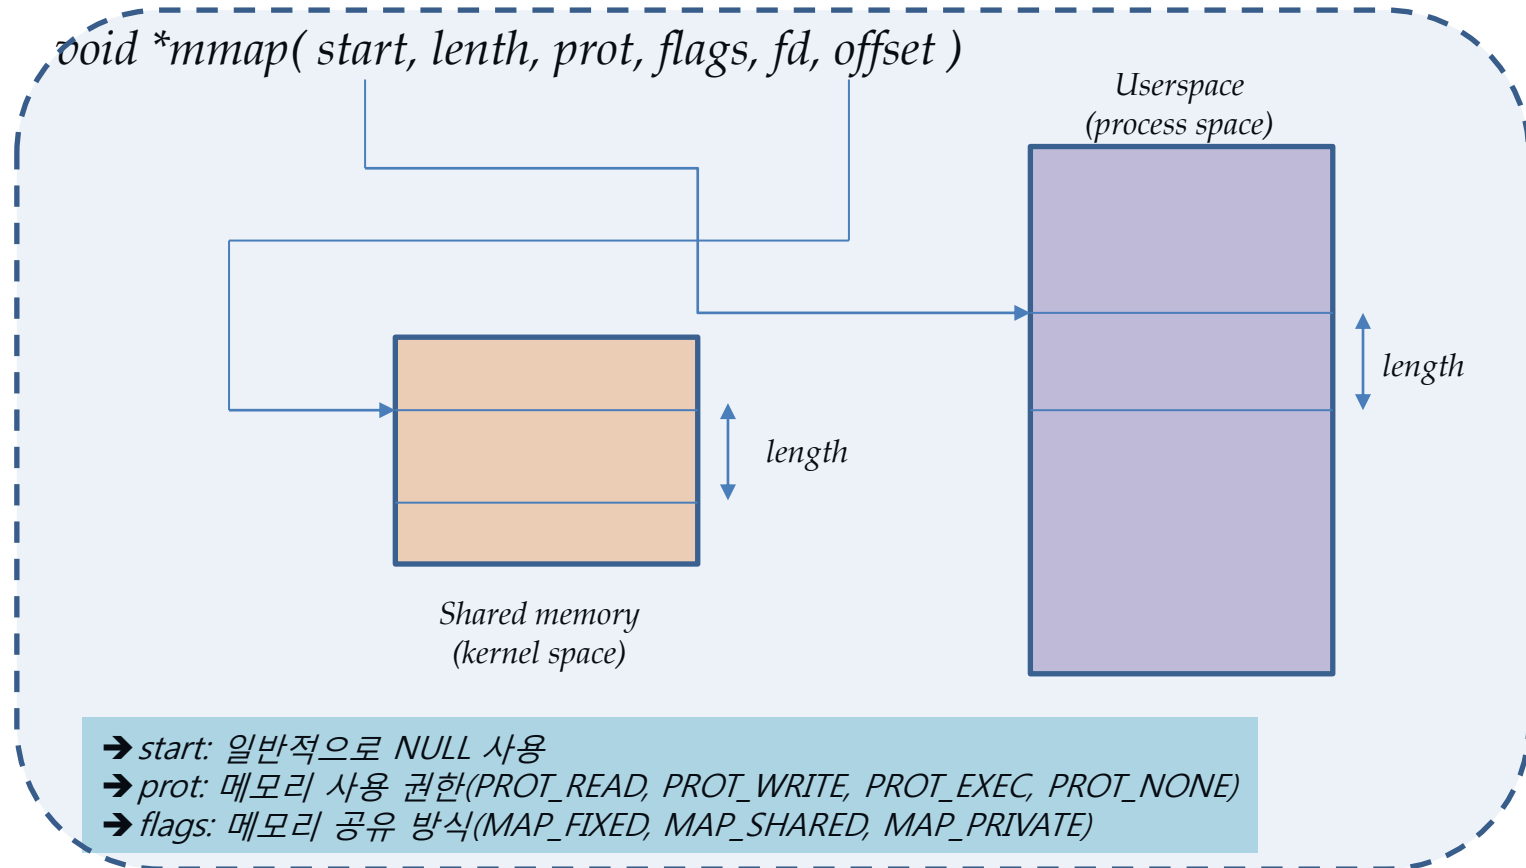 void *mmap( start, lenth, prot, flags, fd, offset )
Userspace
(process space)
length
length
Shared memory
(kernel space)
➔ start: 일반적으로 NULL 사용
➔ prot: 메모리 사용 권한(PROT_READ, PROT_WRITE, PROT_EXEC, PROT_NONE)
➔ flags: 메모리 공유 방식(MAP_FIXED, MAP_SHARED, MAP_PRIVATE)